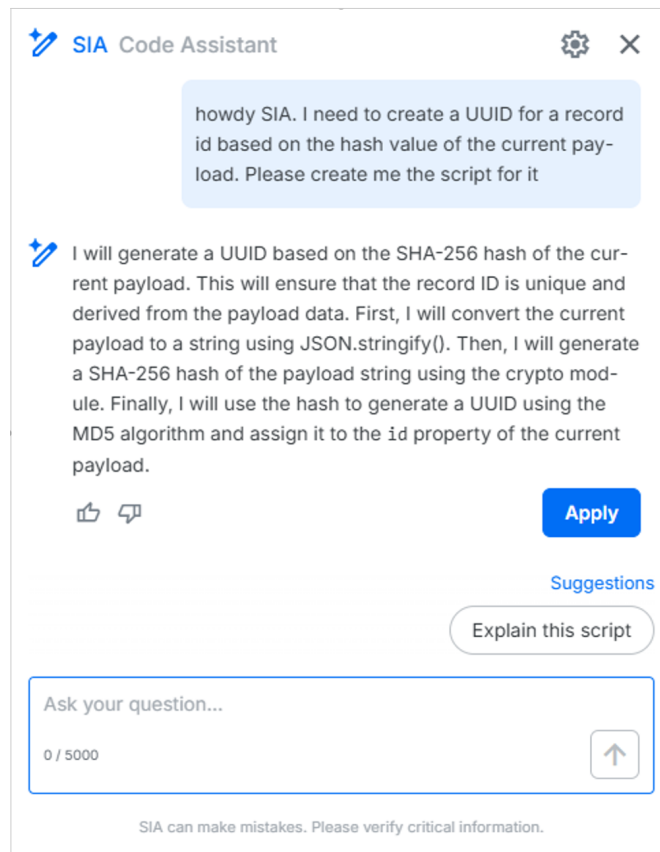 SIA Code Assistant
howdy SIA. I need to create a UUID for a record
id based on the hash value of the current pay-
load. Please create me the script for it
I will generate a UUID based on the SHA-256 hash of the cur-
rent payload. This will ensure that the record ID is unique and
derived from the payload data. First, I will convert the current
payload to a string using JSON.stringify(). Then, I will generate
a SHA-256 hash of the payload string using the crypto mod-
ule. Finally, I will use the hash to generate a UUID using the
MD5 algorithm and assign it to the id property of the current
payload.
Apply
Suggestions
Explain this script
Ask your question...
0 / 5000
SIA can make mistakes. Please verify critical information.